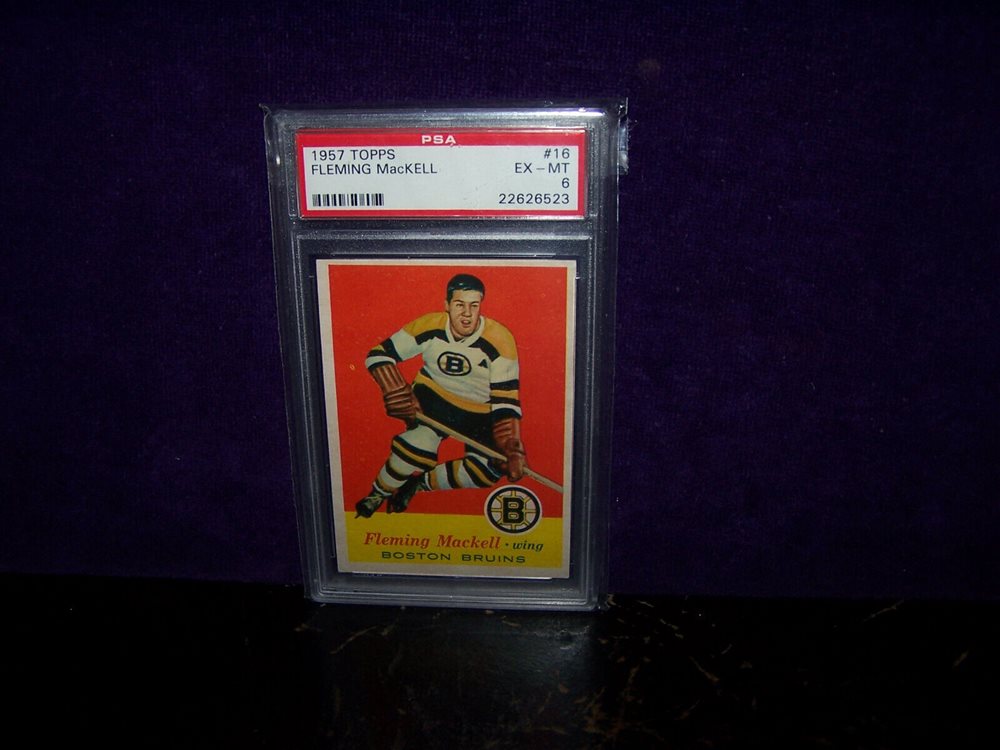 PSA
1957 TOPPS #16
FLEMING MacKELL EX-MT
6
22626523
B
A
B
Fleming Mackell • wing
BOSTON BRUINS